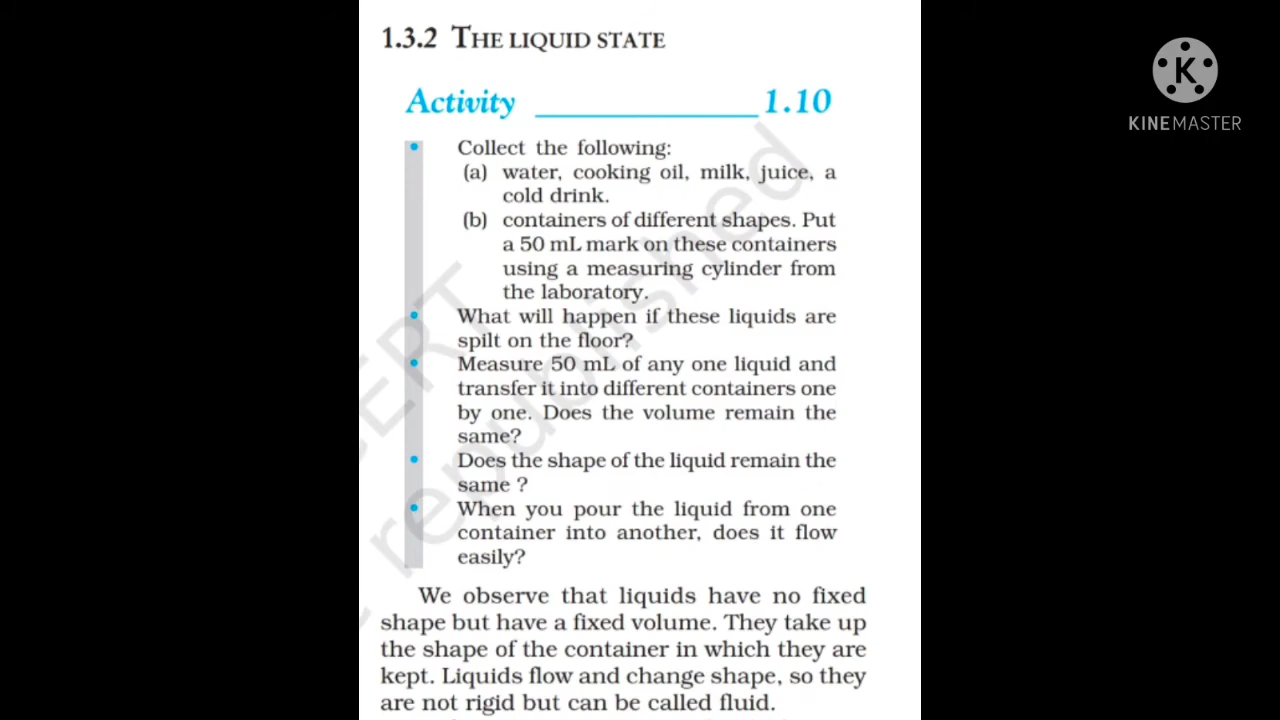 1.3.2 THE LIQUID STATE
Activity ______________ 1.10
• Collect the following:
(a) water, cooking oil, milk, juice, a
cold drink.
(b) containers of different shapes. Put
a 50 mL mark on these containers
using a measuring cylinder from
the laboratory.
• What will happen if these liquids are
spilt on the floor?
• Measure 50 mL of any one liquid and
transfer it into different containers one
by one. Does the volume remain the
same?
• Does the shape of the liquid remain the
same ?
• When you pour the liquid from one
container into another, does it flow
easily?
We observe that liquids have no fixed
shape but have a fixed volume. They take up
the shape of the container in which they are
kept. Liquids flow and change shape, so they
are not rigid but can be called fluid.
K
KINEMASTER
republished